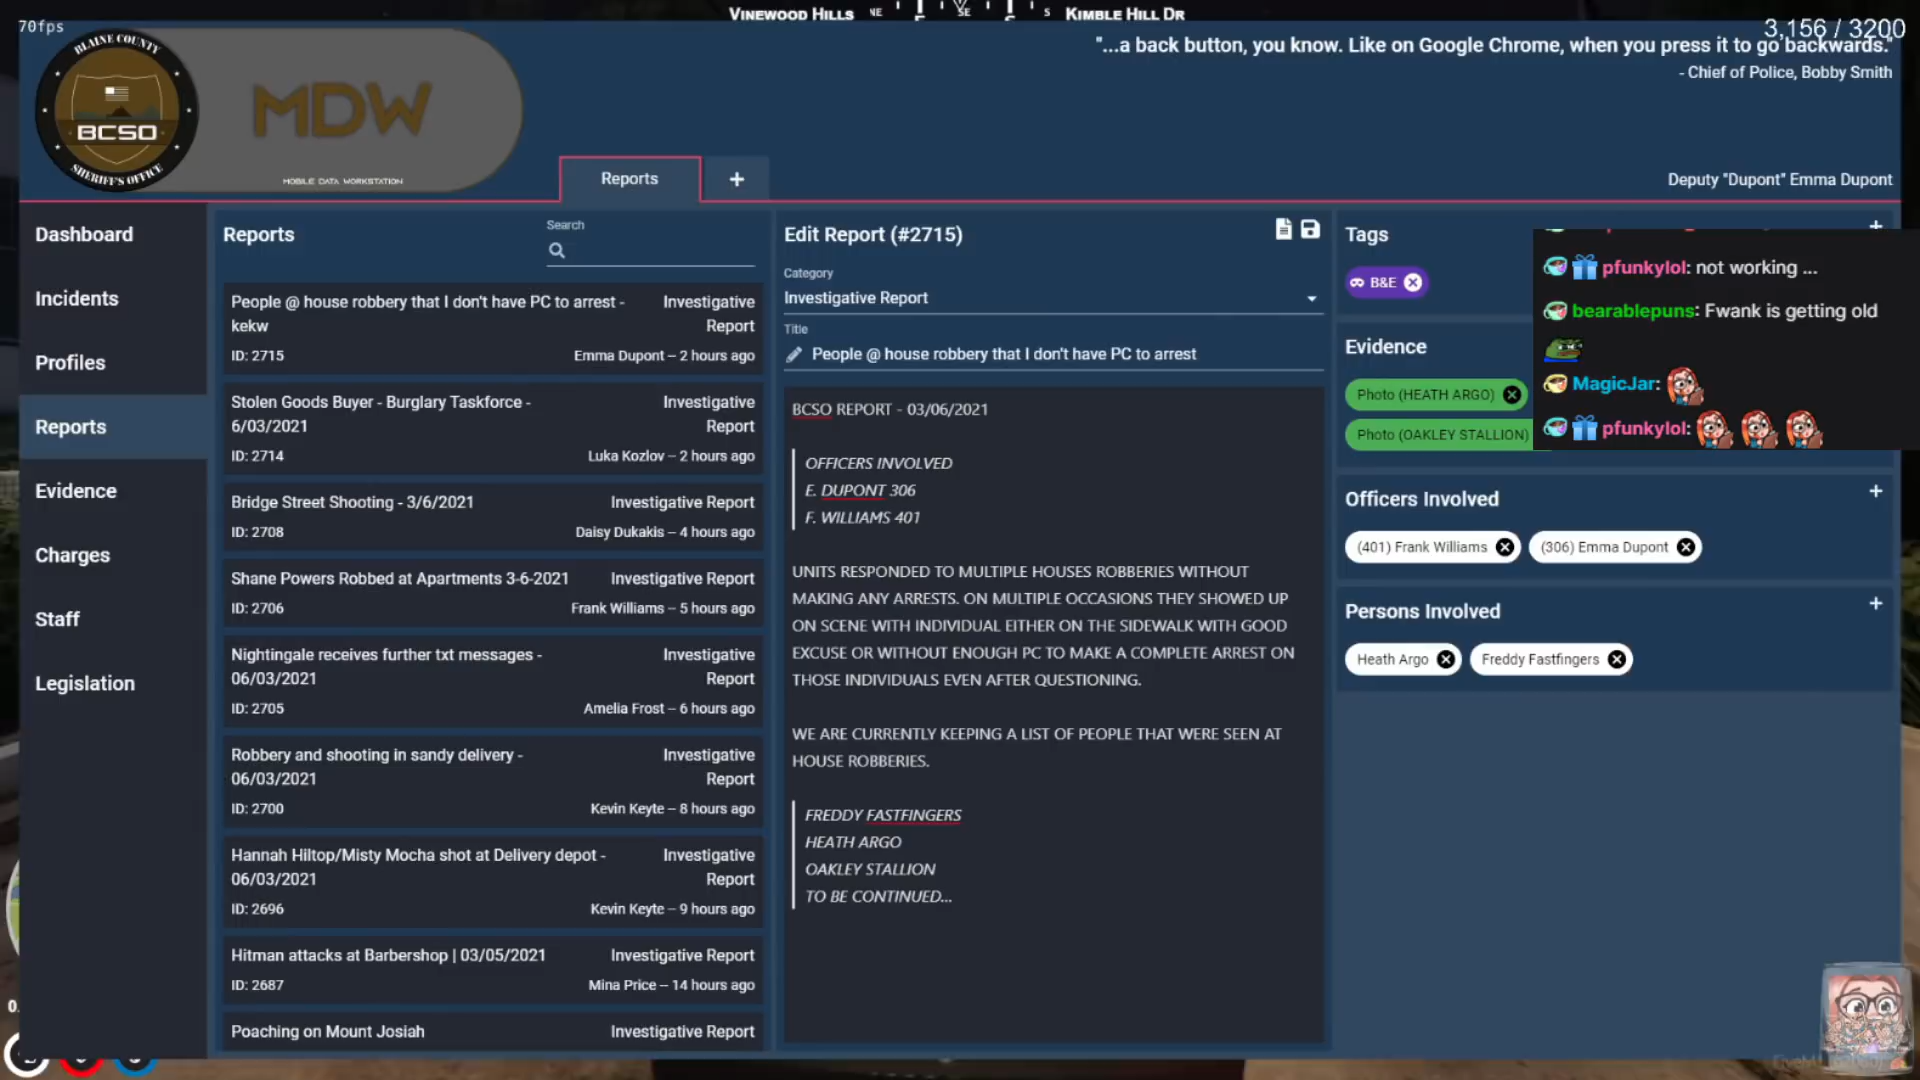 VINEWOOD HILLS NE E SE S KIMBLE HILL DR
70fps
3,156 / 3200
"...a back button, you know. Like on Google Chrome, when you press it to go backwards."
- Chief of Police, Bobby Smith
BLAINE COUNTY
BCSO
SHERIFF'S OFFICE
MDW
MOBILE DATA WORKSTATION
Reports
+
Deputy "Dupont" Emma Dupont
Dashboard
Incidents
Profiles
Reports
Evidence
Charges
Staff
Legislation
Reports
Search
People @ house robbery that I don't have PC to arrest -
kekw
Investigative
Report
ID: 2715
Emma Dupont – 2 hours ago
Stolen Goods Buyer - Burglary Taskforce -
6/03/2021
Investigative
Report
ID: 2714
Luka Kozlov – 2 hours ago
Bridge Street Shooting - 3/6/2021
Investigative Report
ID: 2708
Daisy Dukakis – 4 hours ago
Shane Powers Robbed at Apartments 3-6-2021
Investigative Report
ID: 2706
Frank Williams – 5 hours ago
Nightingale receives further txt messages -
06/03/2021
Investigative
Report
ID: 2705
Amelia Frost – 6 hours ago
Robbery and shooting in sandy delivery -
06/03/2021
Investigative
Report
ID: 2700
Kevin Keyte – 8 hours ago
Hannah Hiltop/Misty Mocha shot at Delivery depot -
06/03/2021
Investigative
Report
ID: 2696
Kevin Keyte – 9 hours ago
Hitman attacks at Barbershop | 03/05/2021
Investigative Report
ID: 2687
Mina Price – 14 hours ago
Poaching on Mount Josiah
Investigative Report
Edit Report (#2715)
Category
Investigative Report
Title
People @ house robbery that I don't have PC to arrest
BCSO REPORT - 03/06/2021
OFFICERS INVOLVED
E. DUPONT 306
F. WILLIAMS 401
UNITS RESPONDED TO MULTIPLE HOUSES ROBBERIES WITHOUT
MAKING ANY ARRESTS. ON MULTIPLE OCCASIONS THEY SHOWED UP
ON SCENE WITH INDIVIDUAL EITHER ON THE SIDEWALK WITH GOOD
EXCUSE OR WITHOUT ENOUGH PC TO MAKE A COMPLETE ARREST ON
THOSE INDIVIDUALS EVEN AFTER QUESTIONING.
WE ARE CURRENTLY KEEPING A LIST OF PEOPLE THAT WERE SEEN AT
HOUSE ROBBERIES.
FREDDY FASTFINGERS
HEATH ARGO
OAKLEY STALLION
TO BE CONTINUED...
Tags
+
B&E
Evidence
Photo (HEATH ARGO)
Photo (OAKLEY STALLION)
Officers Involved
+
(401) Frank Williams
(306) Emma Dupont
Persons Involved
+
Heath Argo
Freddy Fastfingers
pfunkylol: not working ...
bearablepuns: Fwank is getting old
MagicJar:
pfunkylol:
0.